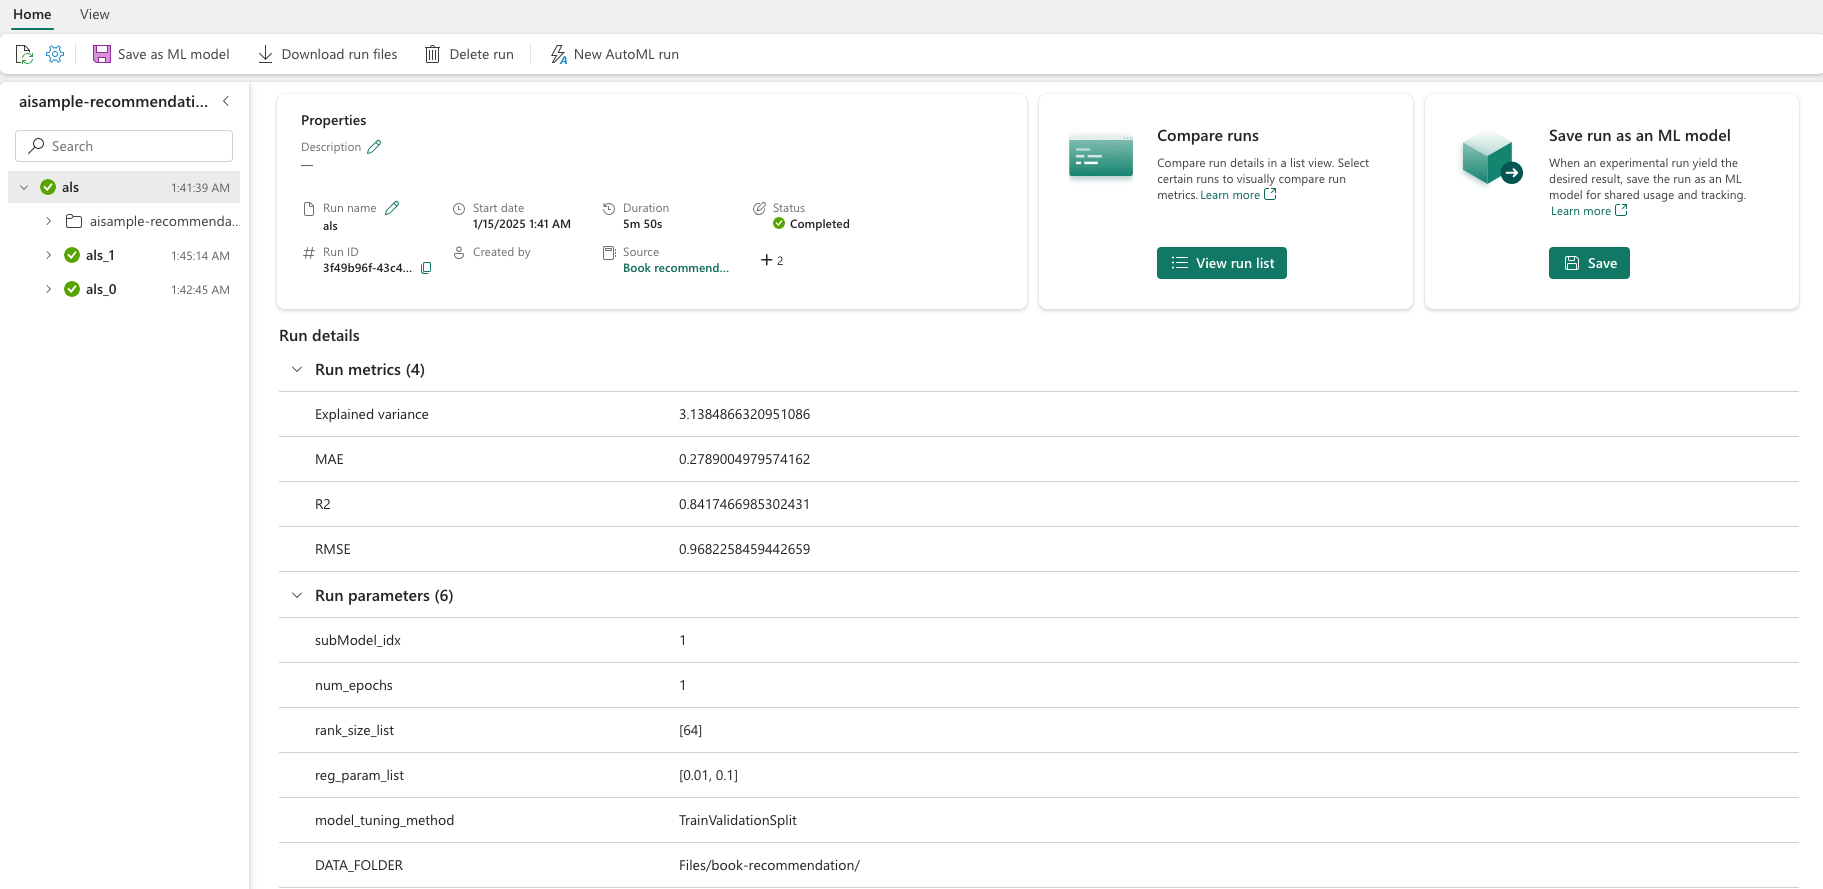 Home View
Save as ML model Download run files Delete run New AutoML run
aisample-recommendati...
Search
als 1:41:39 AM
aisample-recommenda...
als_1 1:45:14 AM
als_0 1:42:45 AM
Properties
Description
—
Run name
als
Start date
1/15/2025 1:41 AM
Duration
5m 50s
Status
Completed
Run ID
3f49b96f-43c4...
Created by
Source
Book recommend...
+ 2
Compare runs
Compare run details in a list view. Select
certain runs to visually compare run
metrics. Learn more
View run list
Save run as an ML model
When an experimental run yield the
desired result, save the run as an ML
model for shared usage and tracking.
Learn more
Save
Run details
Run metrics (4)
Explained variance 3.1384866320951086
MAE 0.2789004979574162
R2 0.8417466985302431
RMSE 0.9682258459442659
Run parameters (6)
subModel_idx 1
num_epochs 1
rank_size_list [64]
reg_param_list [0.01, 0.1]
model_tuning_method TrainValidationSplit
DATA_FOLDER Files/book-recommendation/